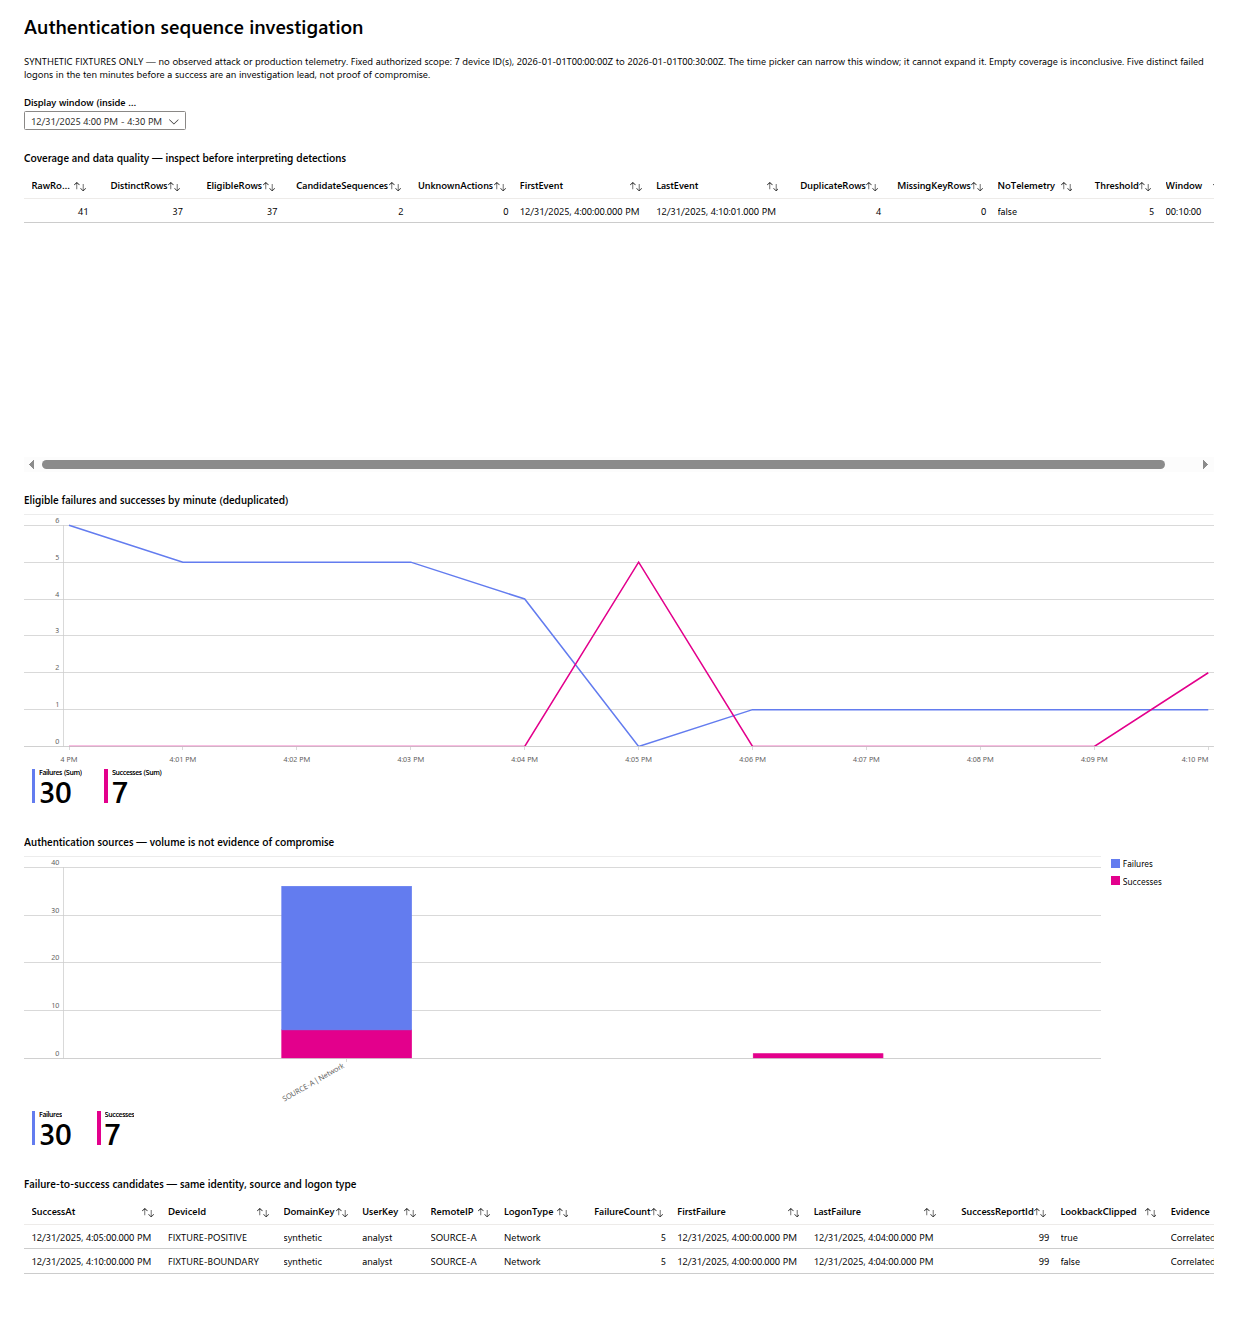 Authentication sequence investigation
SYNTHETIC FIXTURES ONLY — no observed attack or production telemetry. Fixed authorized scope: 7 device ID(s), 2026-01-01T00:00:00Z to 2026-01-01T00:30:00Z. The time picker can narrow this window; it cannot expand it. Empty coverage is inconclusive. Five distinct failed
logons in the ten minutes before a success are an investigation lead, not proof of compromise.
Display window (inside ...
12/31/2025 4:00 PM - 4:30 PM
Coverage and data quality — inspect before interpreting detections
RawRo... DistinctRows EligibleRows CandidateSequences UnknownActions FirstEvent LastEvent DuplicateRows MissingKeyRows NoTelemetry Threshold Window
41 37 37 2 0 12/31/2025, 4:00:00.000 PM 12/31/2025, 4:10:01.000 PM 4 0 false 5 00:10:00
Eligible failures and successes by minute (deduplicated)
6
5
4
3
2
1
0
4 PM 4:01 PM 4:02 PM 4:03 PM 4:04 PM 4:05 PM 4:06 PM 4:07 PM 4:08 PM 4:09 PM 4:10 PM
Failures (Sum) Successes (Sum)
30 7
Authentication sources — volume is not evidence of compromise
40
30
20
10
0
Failures
Successes
SOURCE-A | Network
Failures Successes
30 7
Failure-to-success candidates — same identity, source and logon type
SuccessAt DeviceId DomainKey UserKey RemoteIP LogonType FailureCount FirstFailure LastFailure SuccessReportId LookbackClipped Evidence
12/31/2025, 4:05:00.000 PM FIXTURE-POSITIVE synthetic analyst SOURCE-A Network 5 12/31/2025, 4:00:00.000 PM 12/31/2025, 4:04:00.000 PM 99 true Correlated
12/31/2025, 4:10:00.000 PM FIXTURE-BOUNDARY synthetic analyst SOURCE-A Network 5 12/31/2025, 4:00:00.000 PM 12/31/2025, 4:04:00.000 PM 99 false Correlated